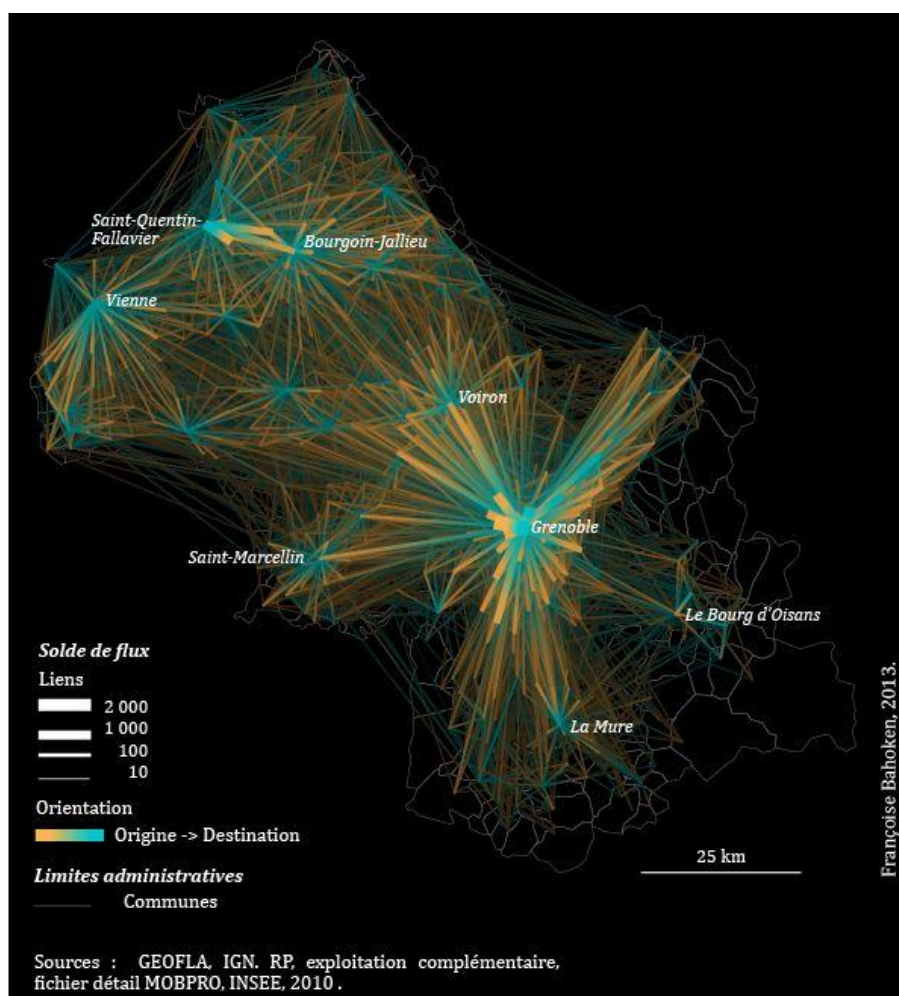 Saint-Quentin-
Fallavier
Bourgoin-Jallieu
Vienne
Voiron
Grenoble
Saint-Marcellin
Le Bourg d'Oisans
La Mure
Solde de flux
Liens
2 000
1 000
100
10
Orientation
Origine -> Destination
Limites administratives
Communes
25 km
Françoise Bahoken, 2013.
Sources : GEOFLA, IGN. RP, exploitation complémentaire,
fichier détail MOBPRO, INSEE, 2010 .